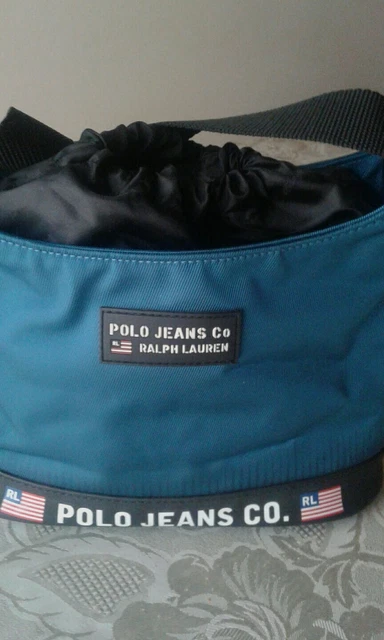 POLO JEANS Co
RL RALPH LAUREN
RL POLO JEANS CO. RL